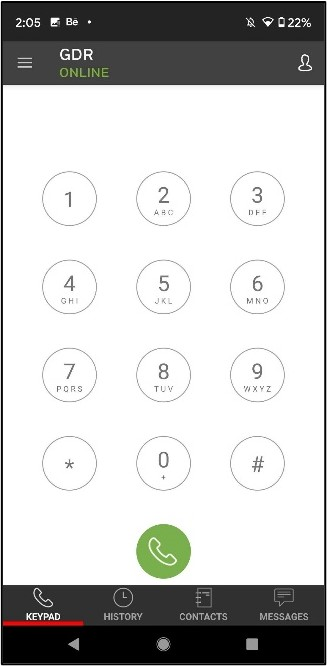 2:05 Bē • 22%
GDR
ONLINE
1 2 3
ABC DEF
4 5 6
GHI JKL MNO
7 8 9
PQRS TUV WXYZ
* 0 #
+
KEYPAD HISTORY CONTACTS MESSAGES